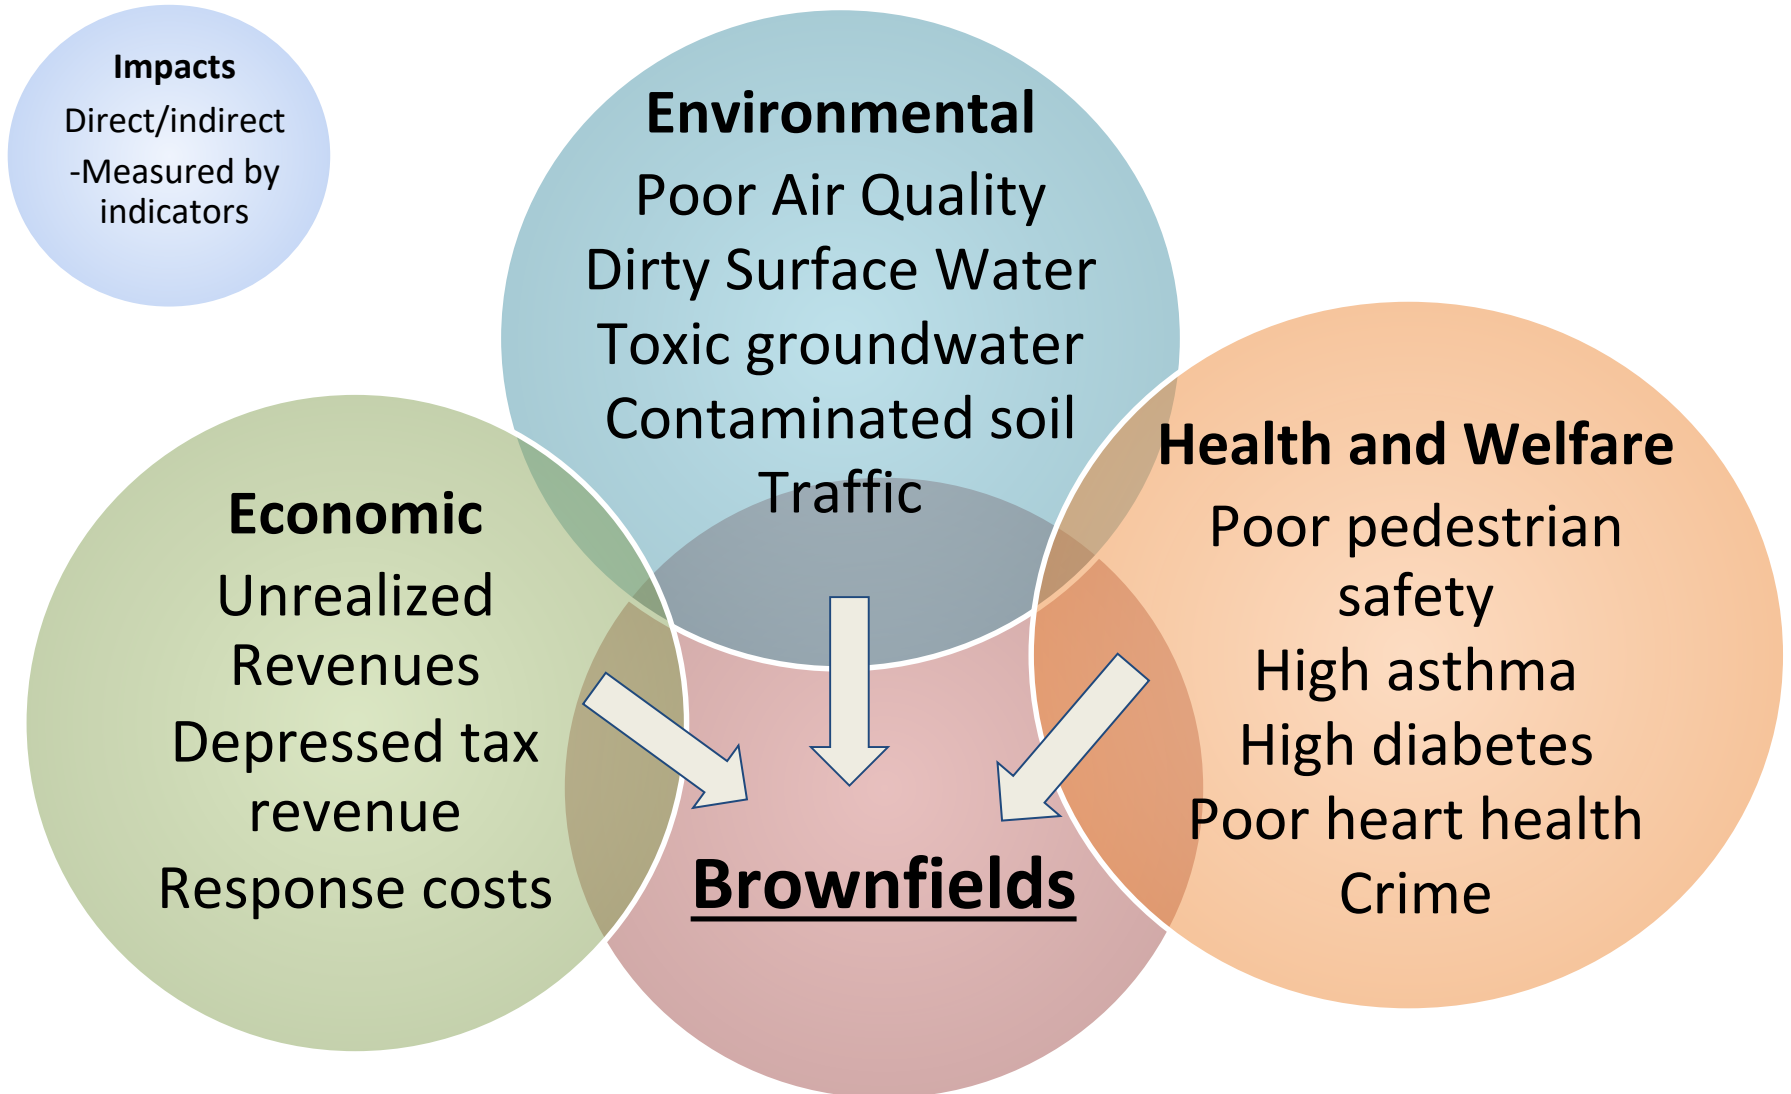 Impacts
Direct/indirect
-Measured by
indicators
Environmental
Poor Air Quality
Dirty Surface Water
Toxic groundwater
Contaminated soil
Traffic
Economic
Unrealized
Revenues
Depressed tax
revenue
Response costs
Health and Welfare
Poor pedestrian
safety
High asthma
High diabetes
Poor heart health
Crime
Brownfields